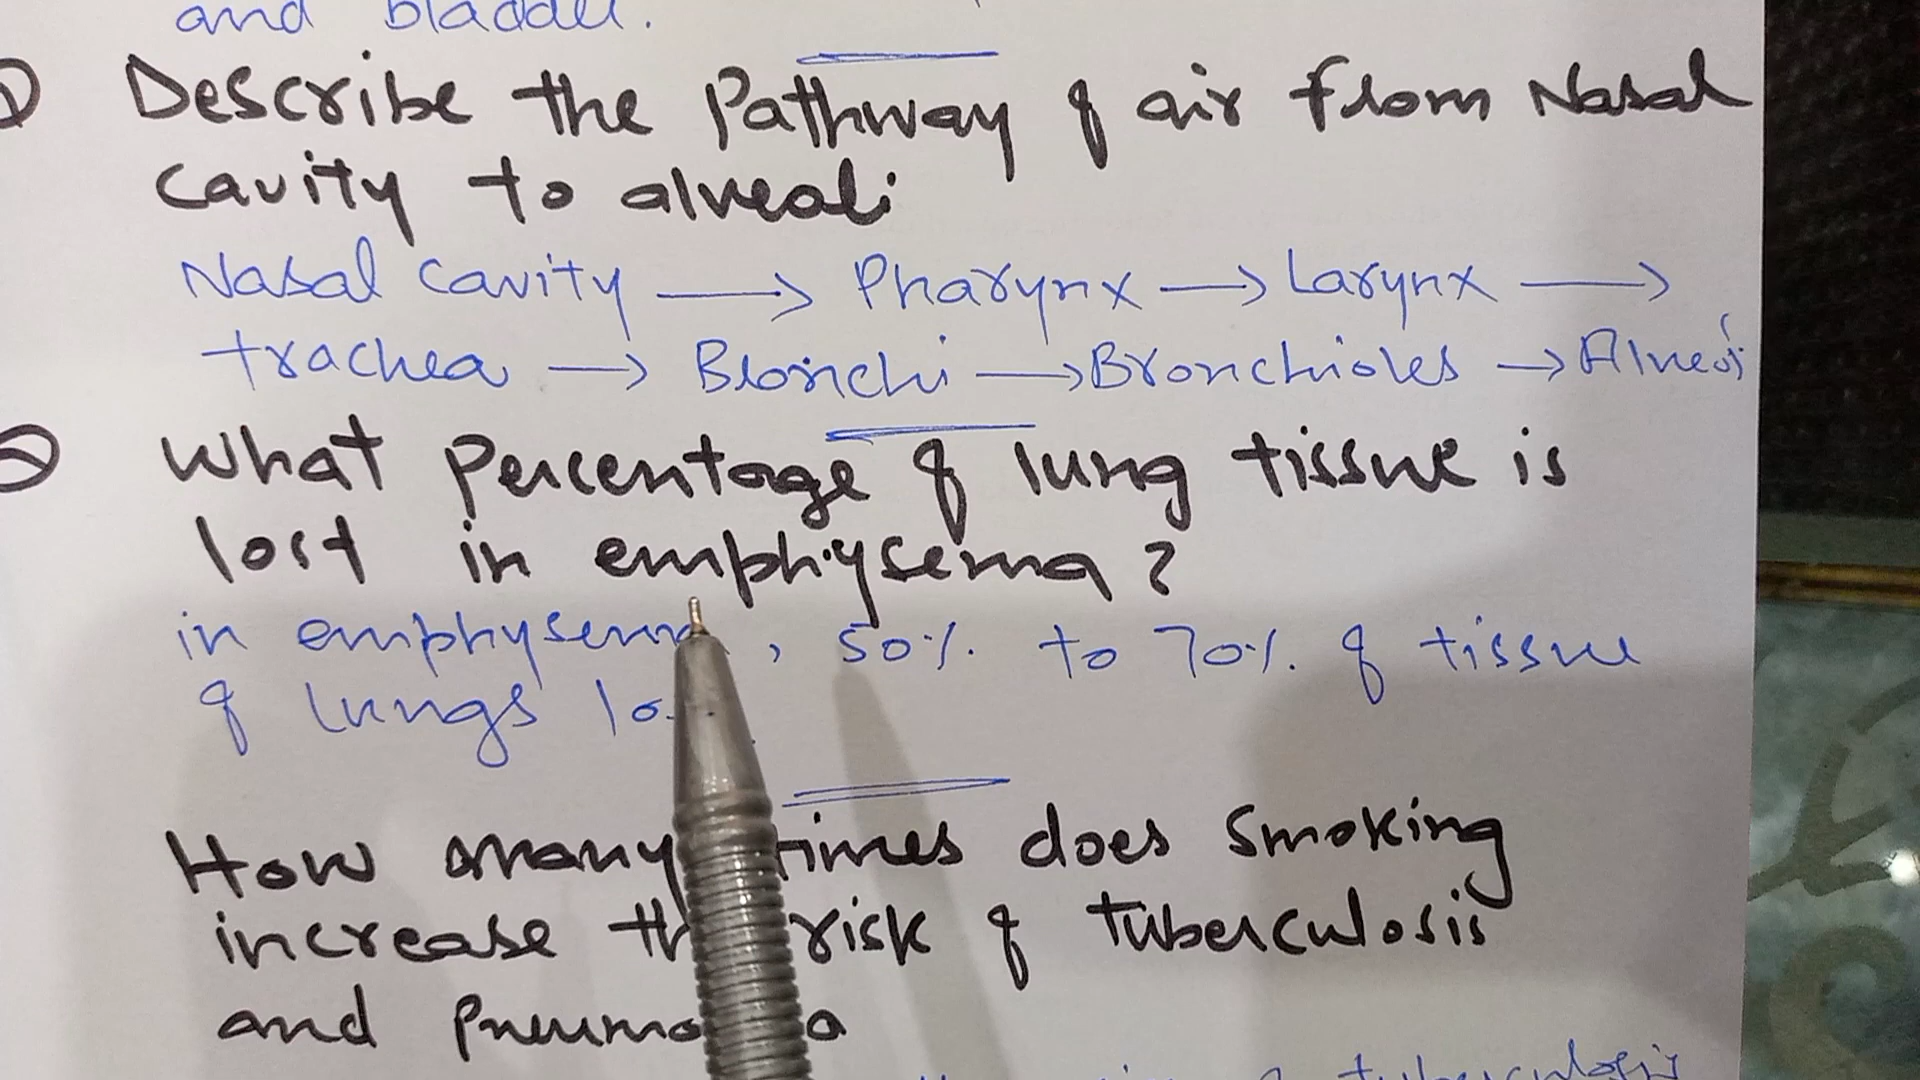 and bladder.
Describe the Pathway of air from Nasal
cavity to alveoli
Nasal cavity → Pharynx → Larynx →
trachea → Bronchi → Bronchioles →
What percentage of lung tissue is
lost in emphysema?
in emphysema, 50% to 70% of tissue
of lungs
How many times does smoking
increase the risk of tuberculosis
and
tuberculosis